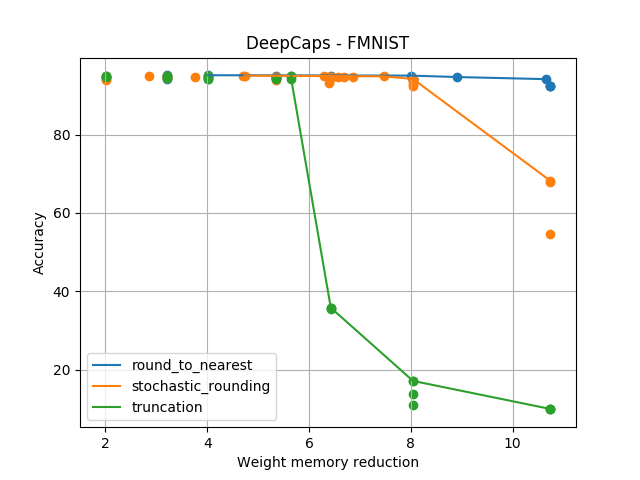 DeepCaps - FMNIST
80
60
40
20
Accuracy
round_to_nearest
stochastic_rounding
truncation
2 4 6 8 10
Weight memory reduction